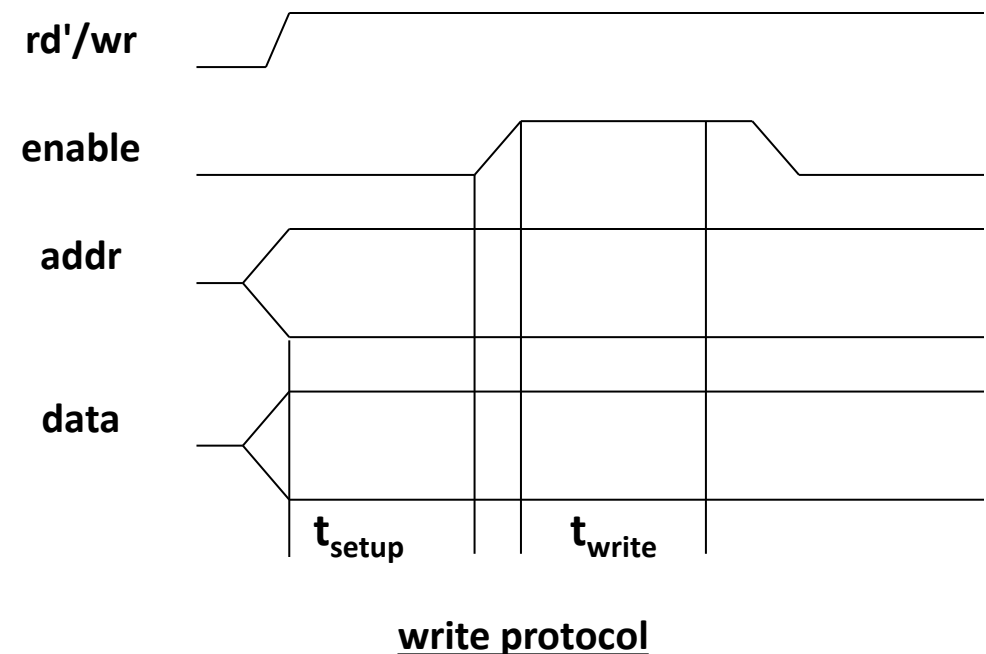 rd'/wr
enable
addr
data
tsetup twrite
write protocol